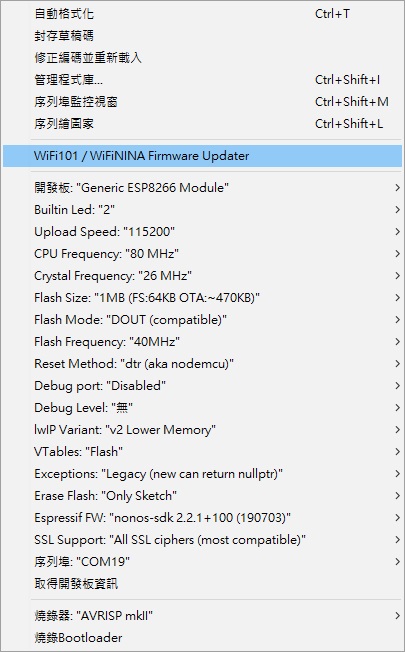 自動格式化 Ctrl+T
封存草稿碼
修正編碼並重新載入
管理程式庫... Ctrl+Shift+I
序列埠監控視窗 Ctrl+Shift+M
序列繪圖家 Ctrl+Shift+L
WiFi101 / WiFiNINA Firmware Updater
開發板: "Generic ESP8266 Module"
Builtin Led: "2"
Upload Speed: "115200"
CPU Frequency: "80 MHz"
Crystal Frequency: "26 MHz"
Flash Size: "1MB (FS:64KB OTA:~470KB)"
Flash Mode: "DOUT (compatible)"
Flash Frequency: "40MHz"
Reset Method: "dtr (aka nodemcu)"
Debug port: "Disabled"
Debug Level: "無"
lwIP Variant: "v2 Lower Memory"
VTables: "Flash"
Exceptions: "Legacy (new can return nullptr)"
Erase Flash: "Only Sketch"
Espressif FW: "nonos-sdk 2.2.1+100 (190703)"
SSL Support: "All SSL ciphers (most compatible)"
序列埠: "COM19"
取得開發板資訊
燒錄器: "AVRISP mkII"
燒錄Bootloader